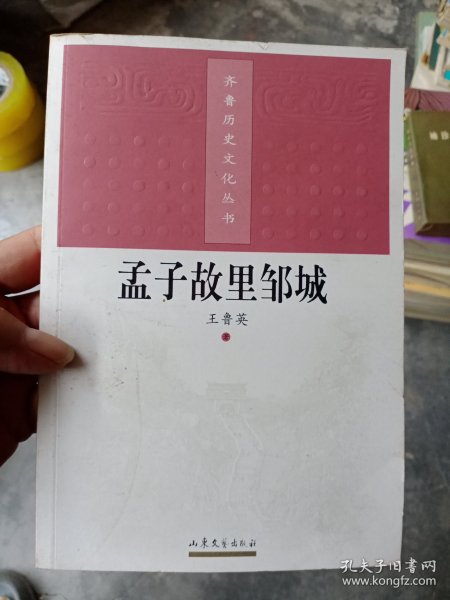 齐鲁历史文化丛书
孟子故里邹城
王鲁英
著
山东文艺出版社
孔夫子旧书网
www.kongfz.com